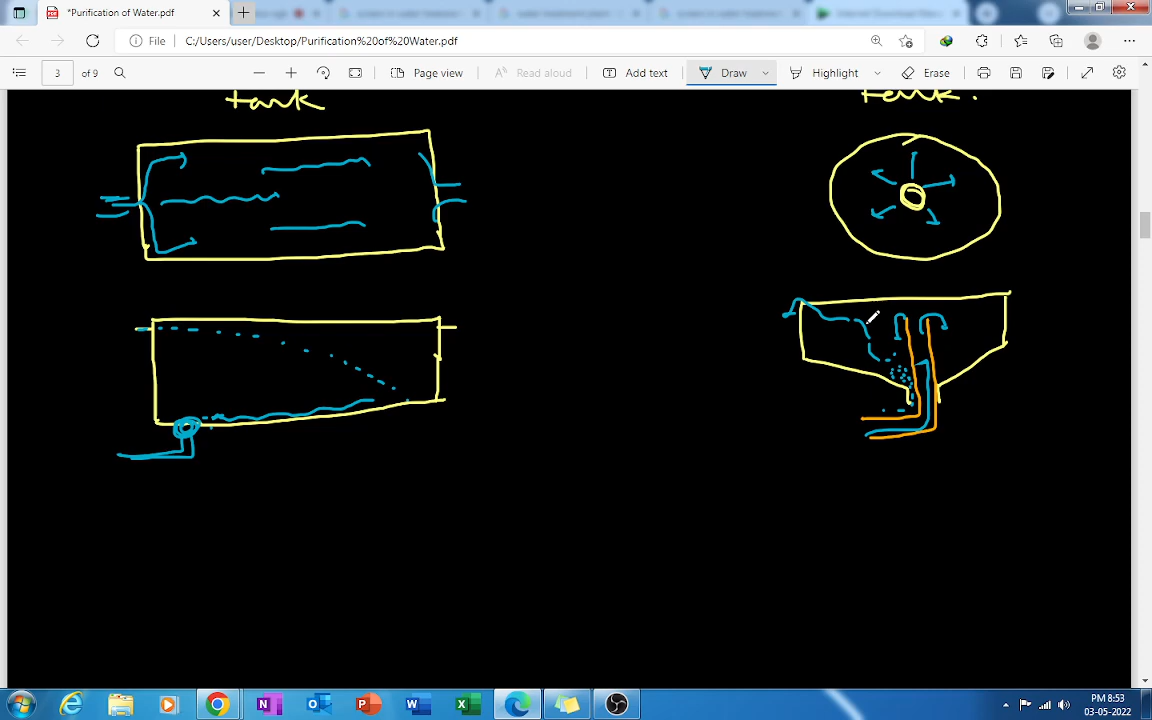 *Purification of Water.pdf
File
C:/Users/user/Desktop/Purification%20of%20Water.pdf
3 of 9
Page view
Read aloud
Add text
Draw
Highlight
Erase
tank
tank.
PM 8:53
03-05-2022